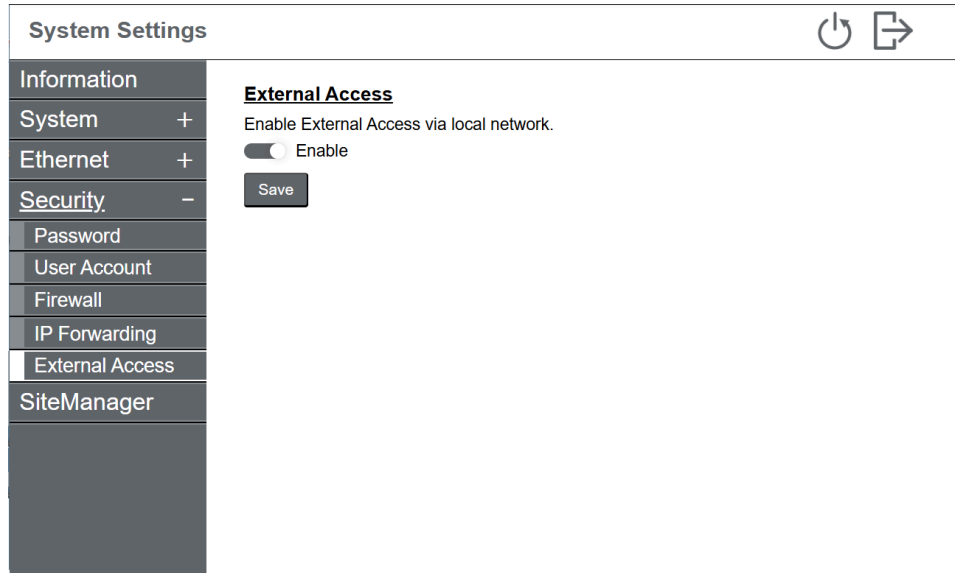 System Settings
Information
System +
Ethernet +
Security −
Password
User Account
Firewall
IP Forwarding
External Access
SiteManager
External Access
Enable External Access via local network.
Enable
Save